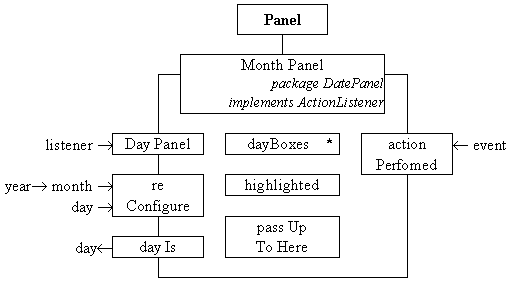 Panel
Month Panel
package DatePanel
implements ActionListener
listener → Day Panel
dayBoxes *
action
Perfomed
← event
year→ month → re
day → Configure
highlighted
pass Up
To Here
day← day Is